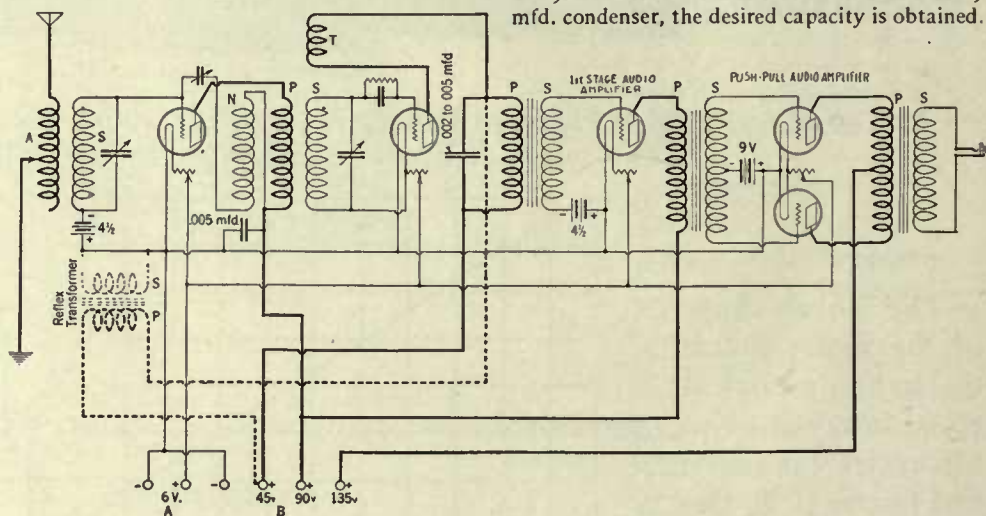 mfd. condenser, the desired capacity is obtained.
T
A
S
N
P
S
.002 to .005 mfd
P
S
1st STAGE AUDIO
AMPLIFIER
P
S
PUSH-PULL AUDIO AMPLIFIER
P
S
- 9 V +
-
+ 4½
.005 mfd
- 4½ +
Reflex
Transformer
S
P
- + - + + +
6 V. 45v 90v 135v
A B